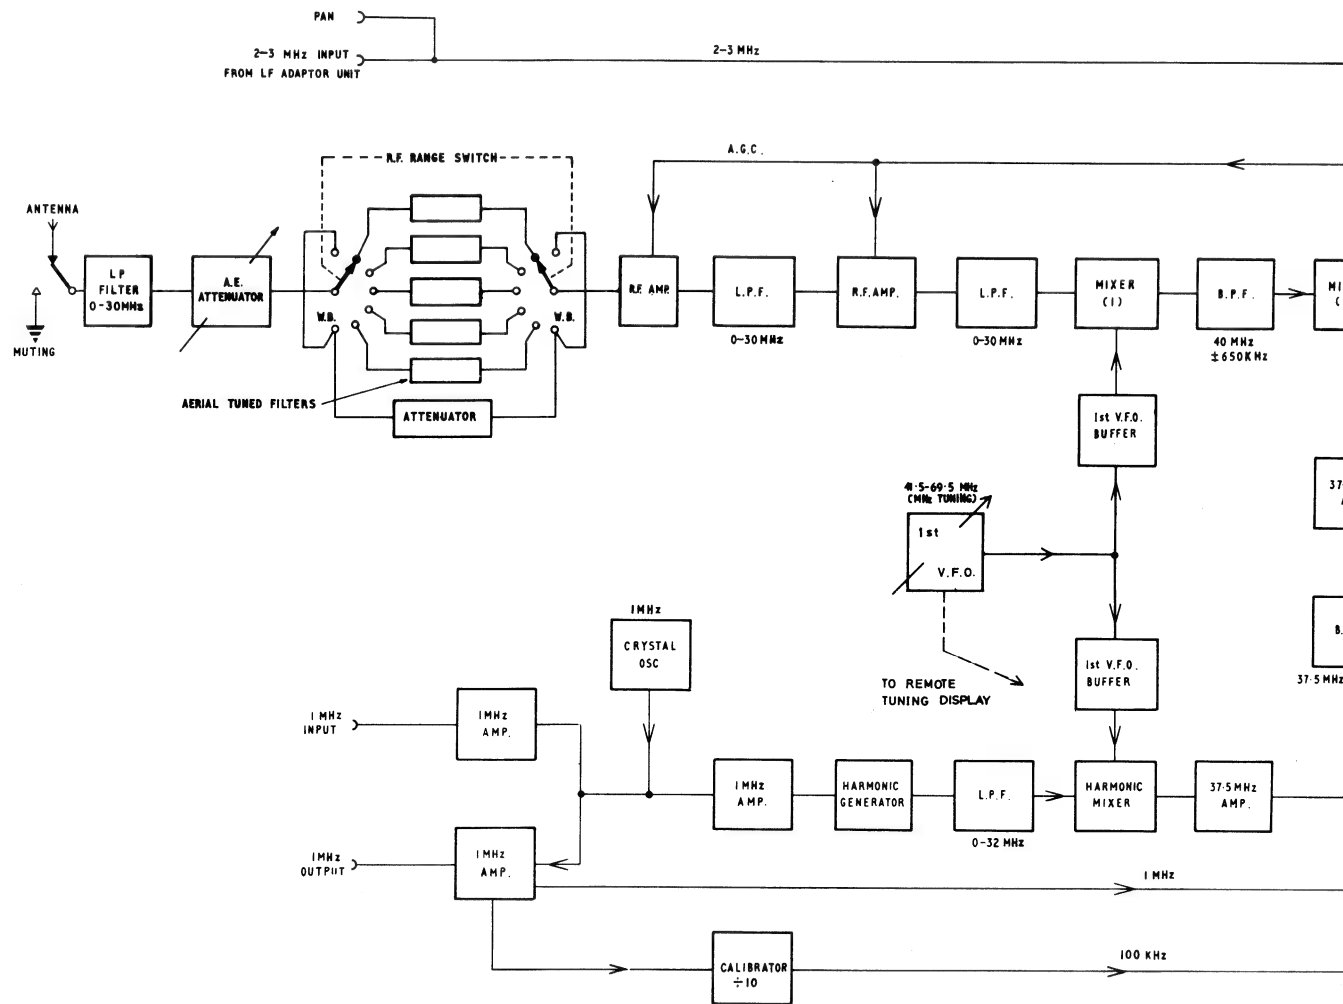 PAN
2-3 MHz INPUT
FROM LF ADAPTOR UNIT
2-3 MHz
R.F. RANGE SWITCH
A.G.C.
ANTENNA
LP
FILTER
0-30MHz
A.E.
ATTENUATOR
MUTING
W.B.
W.B.
AERIAL TUNED FILTERS
ATTENUATOR
R.F. AMP.
L.P.F.
0-30 MHz
R.F. AMP.
L.P.F.
0-30 MHz
MIXER
(1)
B.P.F.
40 MHz
±650KHz
MI
(
1st V.F.O.
BUFFER
41·5-69·5 MHz
(MHz TUNING)
1st
V.F.O.
TO REMOTE
TUNING DISPLAY
1st V.F.O.
BUFFER
37
B.
37·5 MHz
1MHz
CRYSTAL
OSC
1 MHz
INPUT
1MHz
AMP.
1MHz
AMP.
HARMONIC
GENERATOR
L.P.F.
0-32 MHz
HARMONIC
MIXER
37·5MHz
AMP.
1MHz
OUTPUT
1MHz
AMP.
1 MHz
CALIBRATOR
÷10
100 KHz